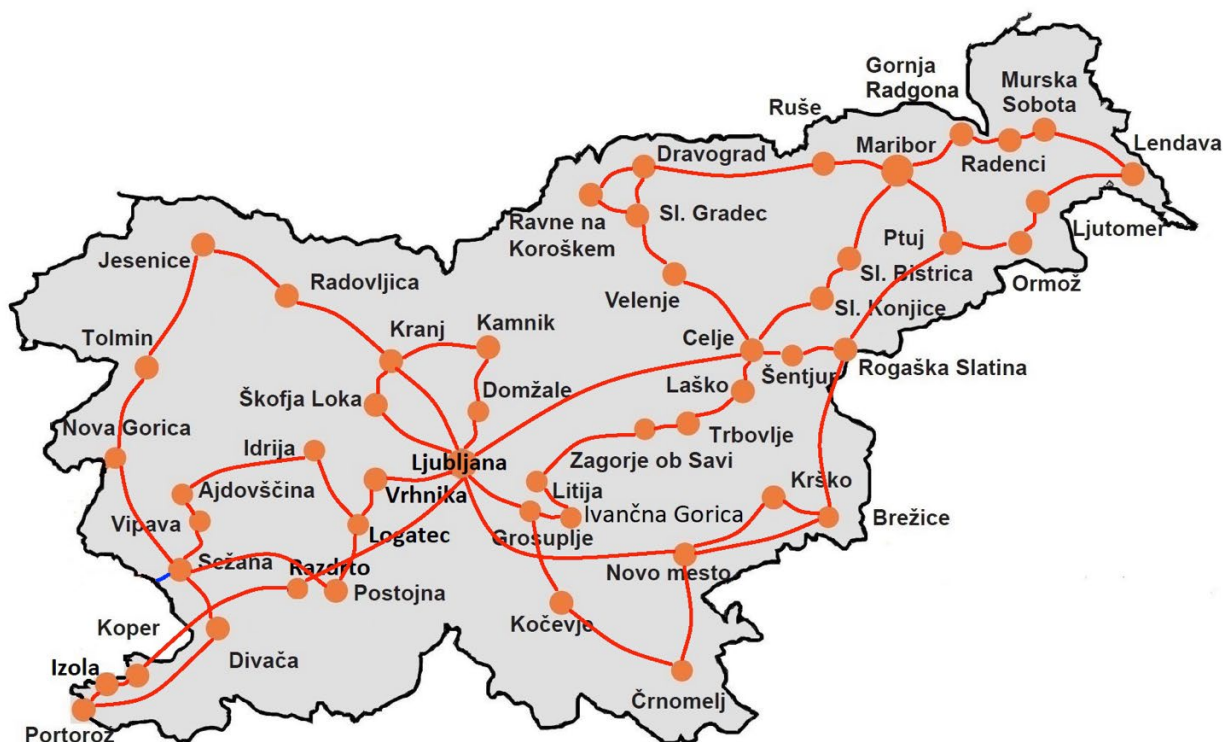 Gornja
Radgona
Murska
Sobota
Ruše
Maribor
Radenci
Lendava
Dravograd
Ravne na
Koroškem
Sl. Gradec
Ptuj
Ljutomer
Jesenice
Radovljica
Velenje
Sl. Bistrica
Ormož
Sl. Konjice
Tolmin
Kranj
Kamnik
Celje
Šentjur
Rogaška Slatina
Škofja Loka
Domžale
Laško
Nova Gorica
Idrija
Ljubljana
Trbovlje
Zagorje ob Savi
Ajdovščina
Vrhnika
Litija
Krško
Vipava
Logatec
Grosuplje
Ivančna Gorica
Brežice
Sežana
Razdrto
Postojna
Novo mesto
Koper
Kočevje
Izola
Divača
Črnomelj
Portorož